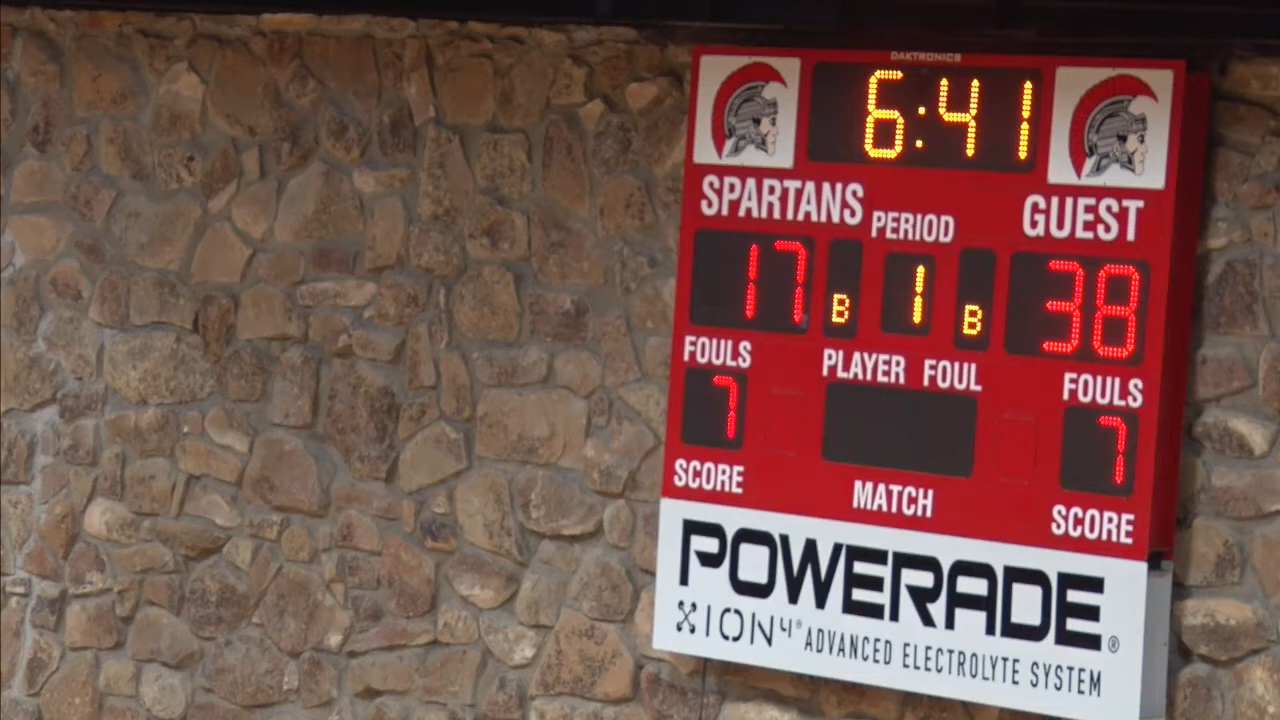 DAKTRONICS
6:41
SPARTANS PERIOD GUEST
17 B 1 B 38
FOULS PLAYER FOUL FOULS
7 7
SCORE MATCH SCORE
POWERADE®
ION4® ADVANCED ELECTROLYTE SYSTEM